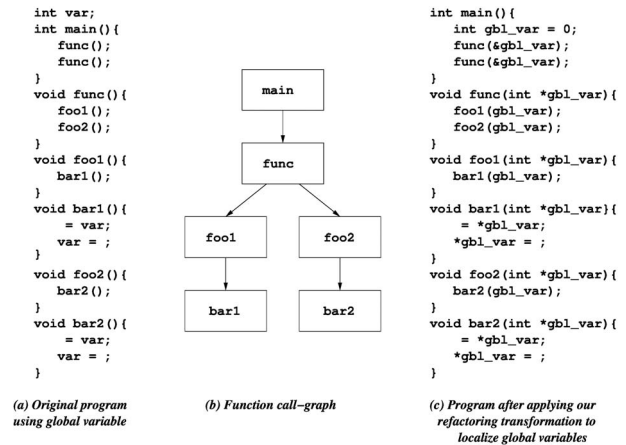 int var;
int main(){
func();
func();
}
void func(){
foo1();
foo2();
}
void foo1(){
bar1();
}
void bar1(){
= var;
var = ;
}
void foo2(){
bar2();
}
void bar2(){
= var;
var = ;
}
(a) Original program
using global variable
main
func
foo1
foo2
bar1
bar2
(b) Function call–graph
int main(){
int gbl_var = 0;
func(&gbl_var);
func(&gbl_var);
}
void func(int *gbl_var){
foo1(gbl_var);
foo2(gbl_var);
}
void foo1(int *gbl_var){
bar1(gbl_var);
}
void bar1(int *gbl_var}{
= *gbl_var;
*gbl_var = ;
}
void foo2(int *gbl_var){
bar2(gbl_var);
}
void bar2(int *gbl_var){
= *gbl_var;
*gbl_var = ;
}
(c) Program after applying our
refactoring transformation to
localize global variables